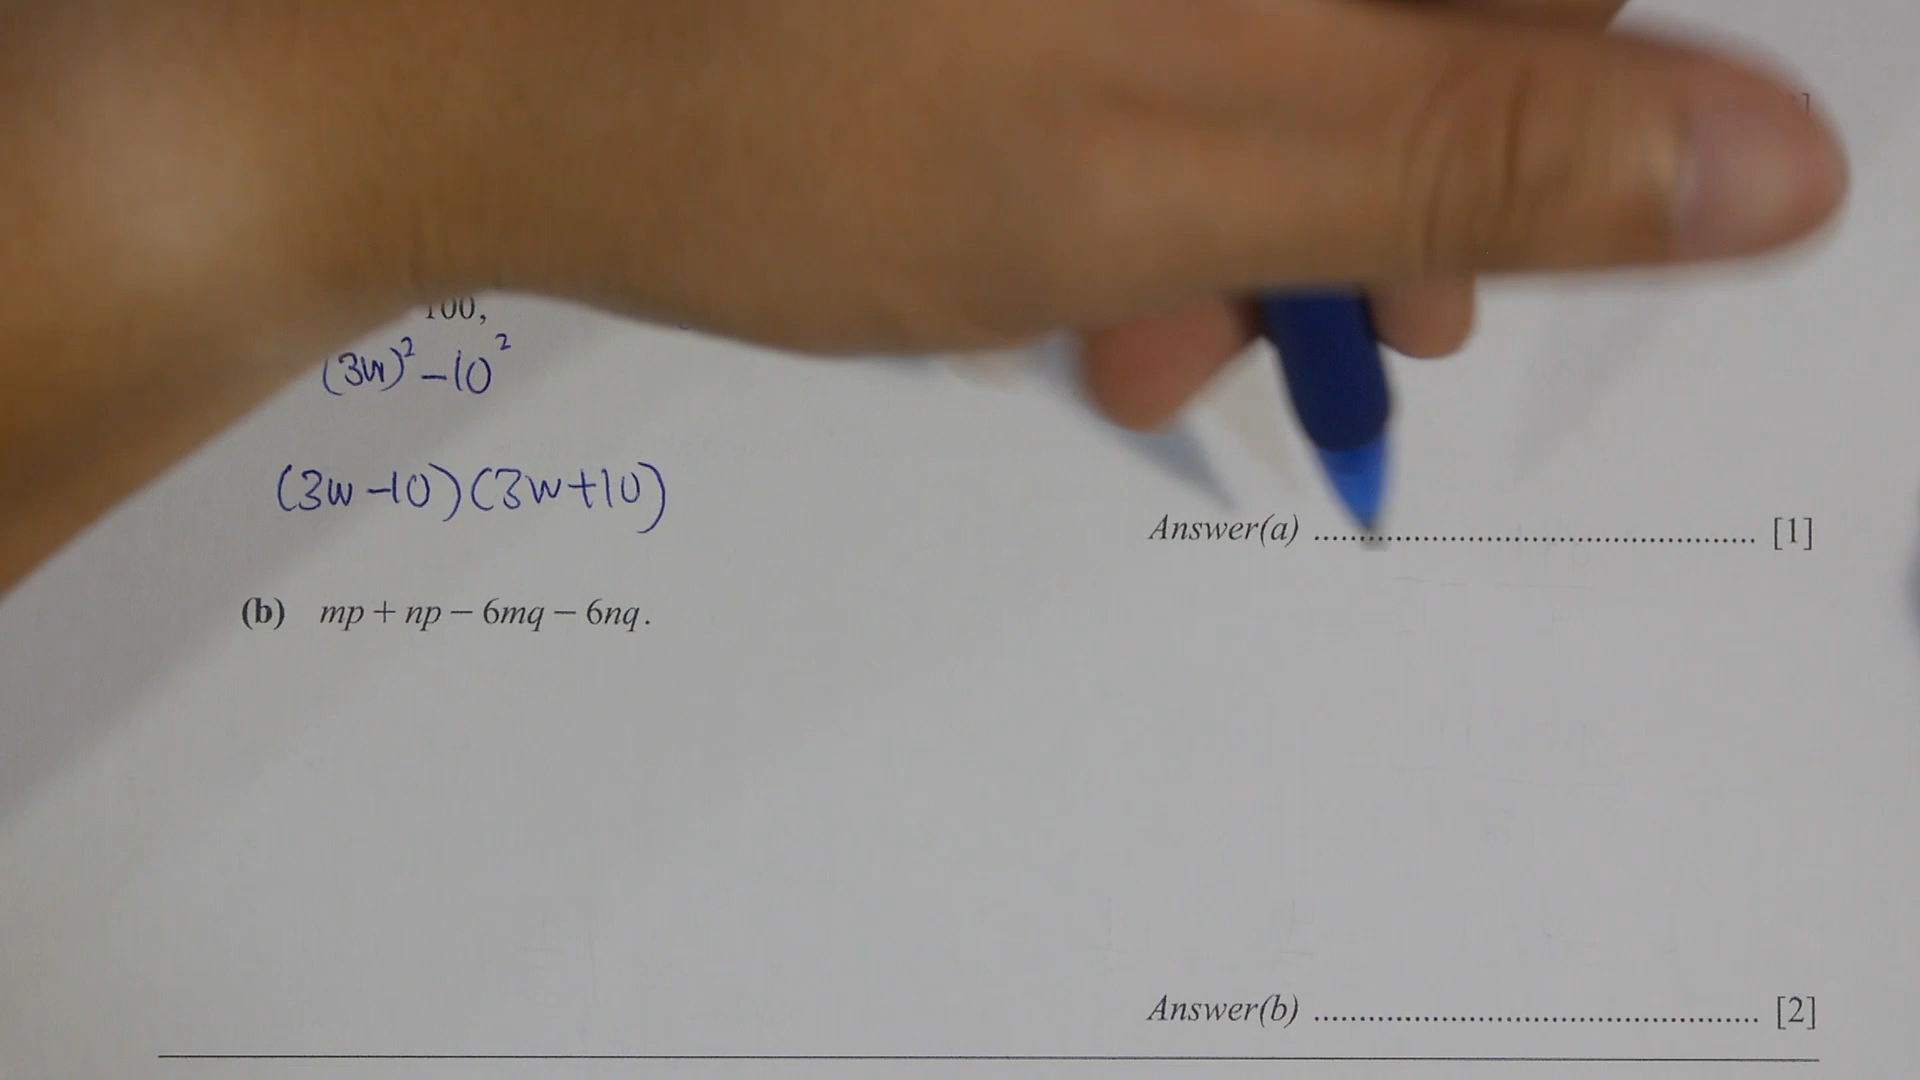 100,
(3w)² – 10²
(3w – 10)(3w + 10)
Answer(a) ................................................ [1]
(b) mp + np – 6mq – 6nq.
Answer(b) ................................................ [2]